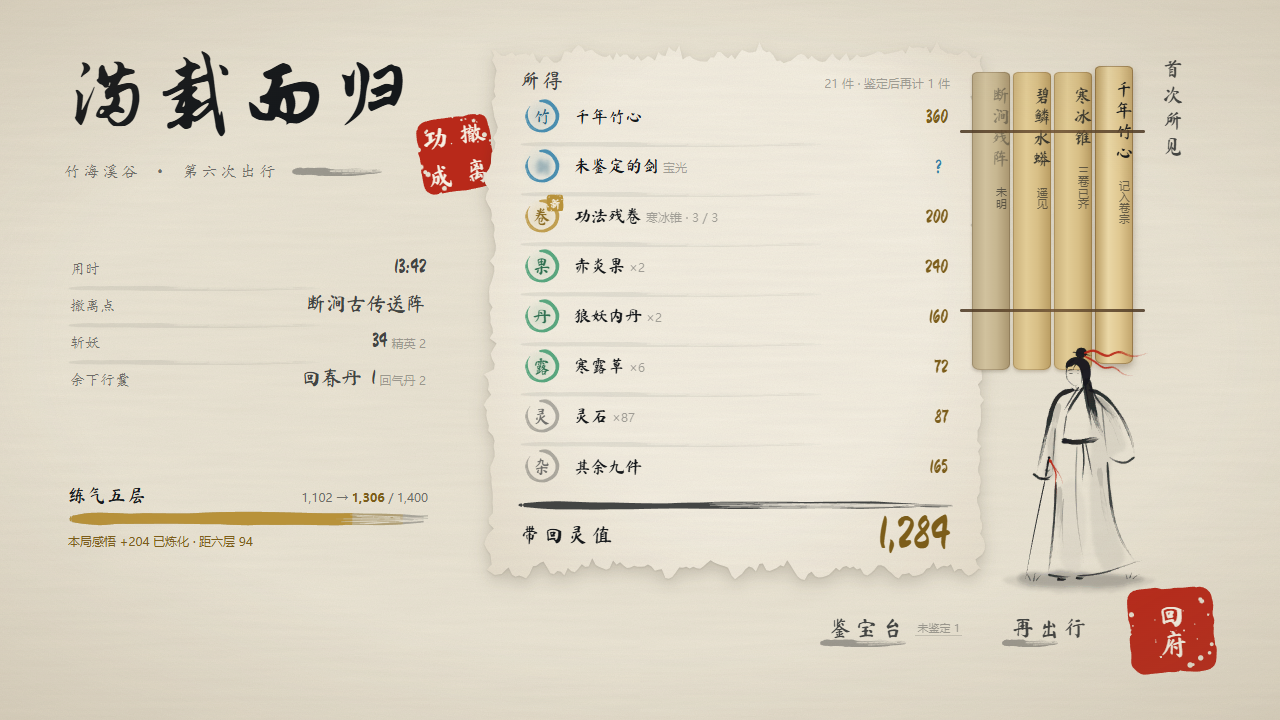 满载而归
撤离
功成
竹海溪谷 • 第六次出行
用时 13:42
撤离点 断涧古传送阵
斩妖 34 精英 2
余下行囊 回春丹 1 回气丹 2
练气五层 1,102 → 1,306 / 1,400
本局感悟 +204 已炼化 · 距六层 94
所得 21 件 · 鉴定后再计 1 件
竹 千年竹心 360
未鉴定的剑 宝光 ?
卷 新 功法残卷 寒冰锥 · 3 / 3 200
果 赤炎果 ×2 240
丹 狼妖内丹 ×2 160
露 寒露草 ×6 72
灵 灵石 ×87 87
杂 其余九件 165
带回灵值 1,284
首次所见
千年竹心 记入卷宗
寒冰锥 三卷已齐
碧鳞水蟒 遥见
断涧残阵 未明
鉴宝台 未鉴定 1
再出行
回府